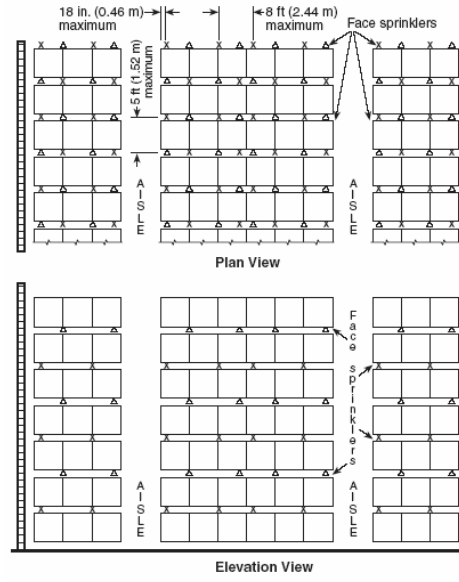 18 in. (0.46 m)
maximum
8 ft (2.44 m)
maximum
Face sprinklers
5 ft (1.52 m)
maximum
AISLE
AISLE
Plan View
Face sprinklers
AISLE
AISLE
Elevation View